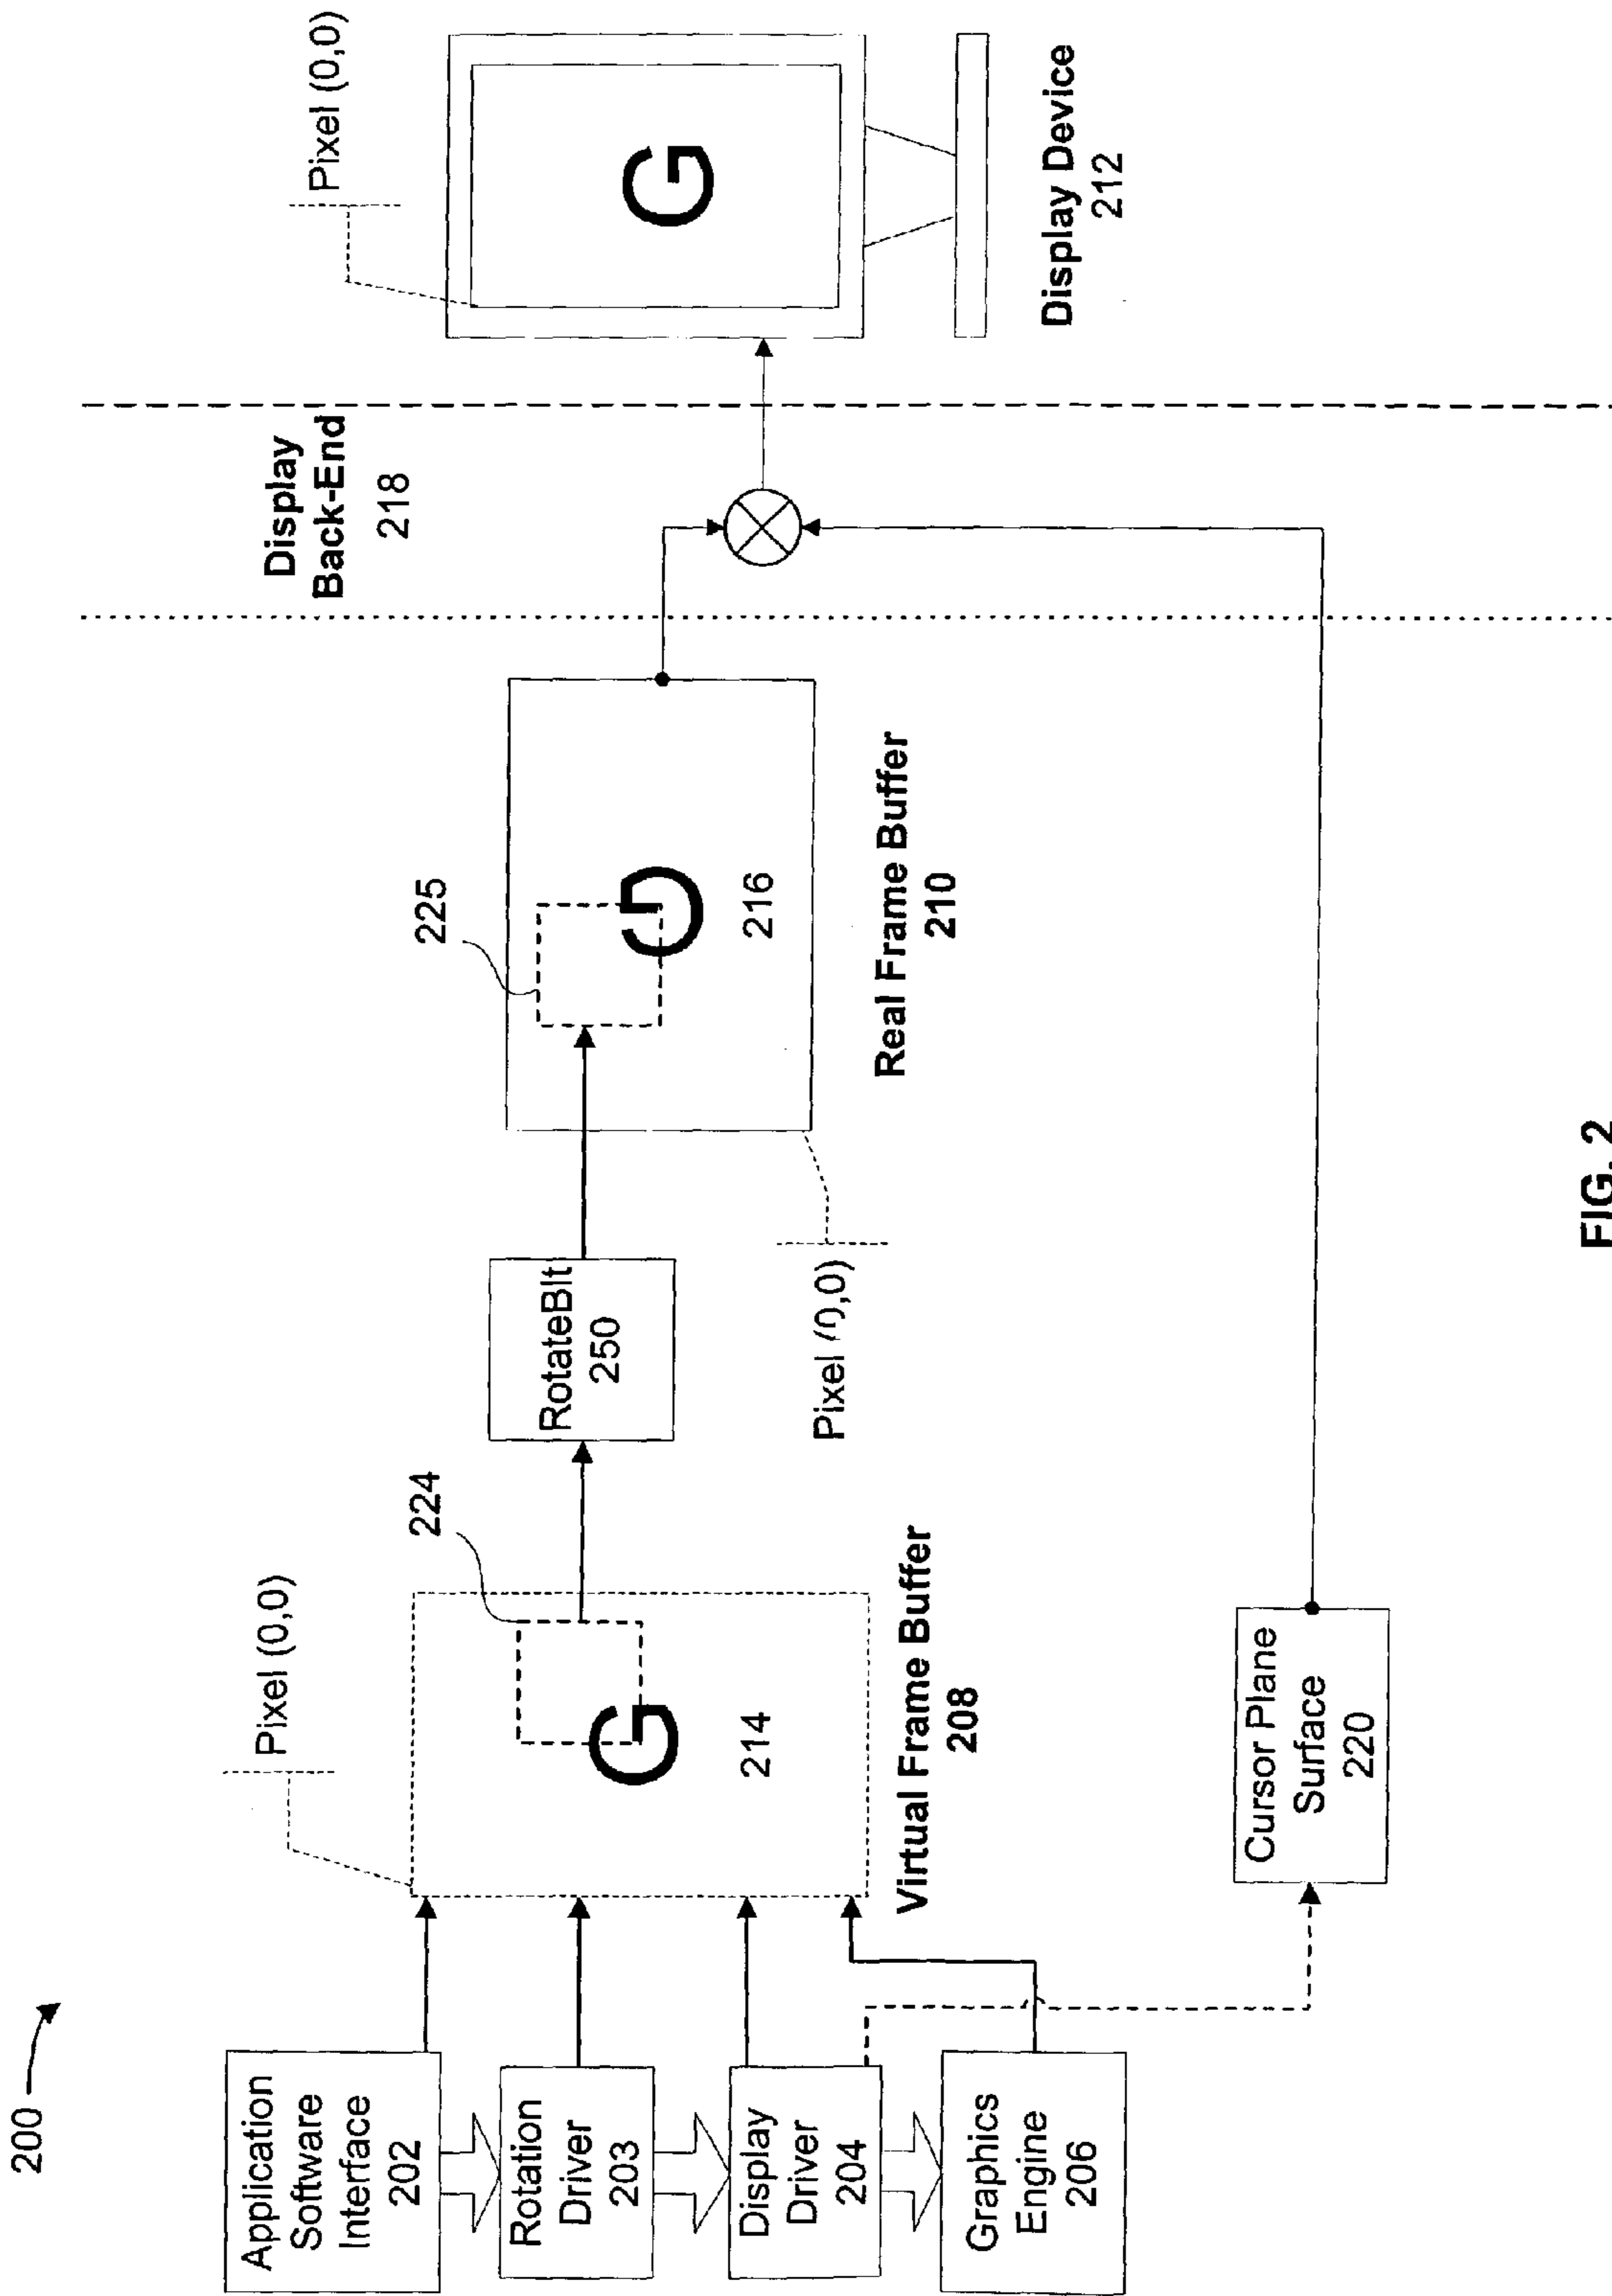 200
Application
Software
Interface
202
Rotation
Driver
203
Display
Driver
204
Graphics
Engine
206
Pixel (0,0)
224
G
214
Virtual Frame Buffer
208
RotateBlt
250
Pixel (0,0)
225
G
216
Real Frame Buffer
210
Cursor Plane
Surface
220
Display
Back-End
218
Pixel (0,0)
G
Display Device
212
FIG. 2